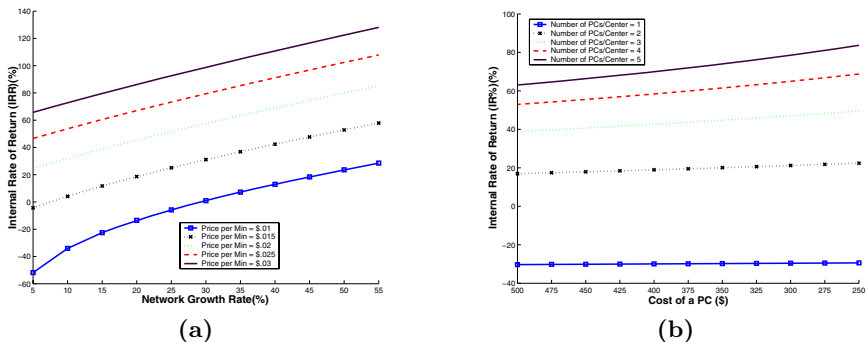 140
120
100
80
60
40
20
0
−20
−40
−60
Internal Rate of Return (IRR)(%)
Price per Min = $.01
Price per Min = $.015
Price per Min = $.02
Price per Min = $.025
Price per Min = $.03
5 10 15 20 25 30 35 40 45 50 55
Network Growth Rate(%)
(a)
100
80
60
40
20
0
−20
−40
Internal Rate of Return (IR%)(%)
Number of PCs/Center = 1
Number of PCs/Center = 2
Number of PCs/Center = 3
Number of PCs/Center = 4
Number of PCs/Center = 5
500 475 450 425 400 375 350 325 300 275 250
Cost of a PC ($)
(b)